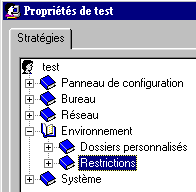 Propriétés de test
Stratégies
test
Panneau de configuration
Bureau
Réseau
Environnement
Dossiers personnalisés
Restrictions
Système